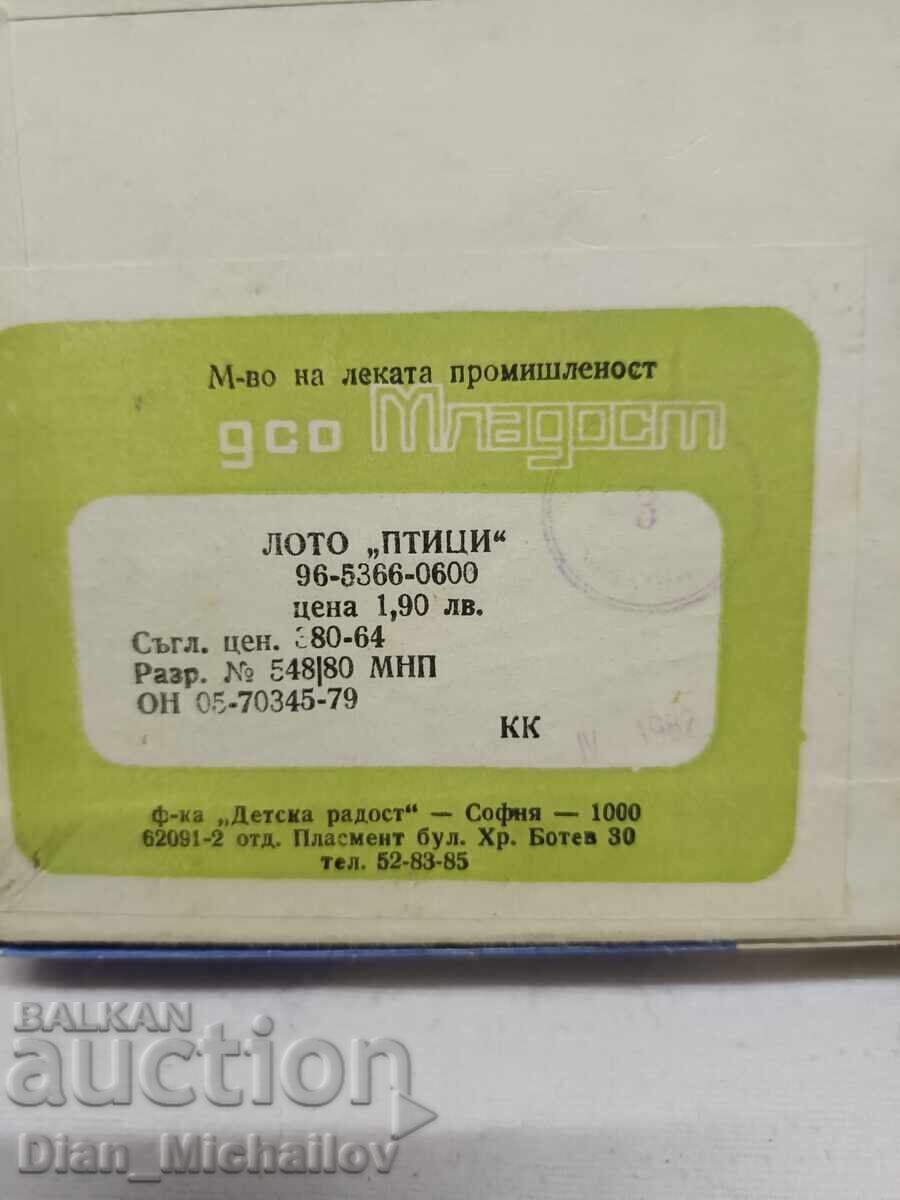 М-во на леката промишленост
дсо Младост
3
ЛОТО „ПТИЦИ“
96-5366-0600
цена 1,90 лв.
Съгл. цен. 380-64
Разр. № 548|80 МНП
ОН 05-70345-79
КК
ф-ка „Детска радост“ — София — 1000
62091-2 отд. Пласмент бул. Хр. Ботев 30
тел. 52-83-85
BALKAN
auction
Dian_Michailov